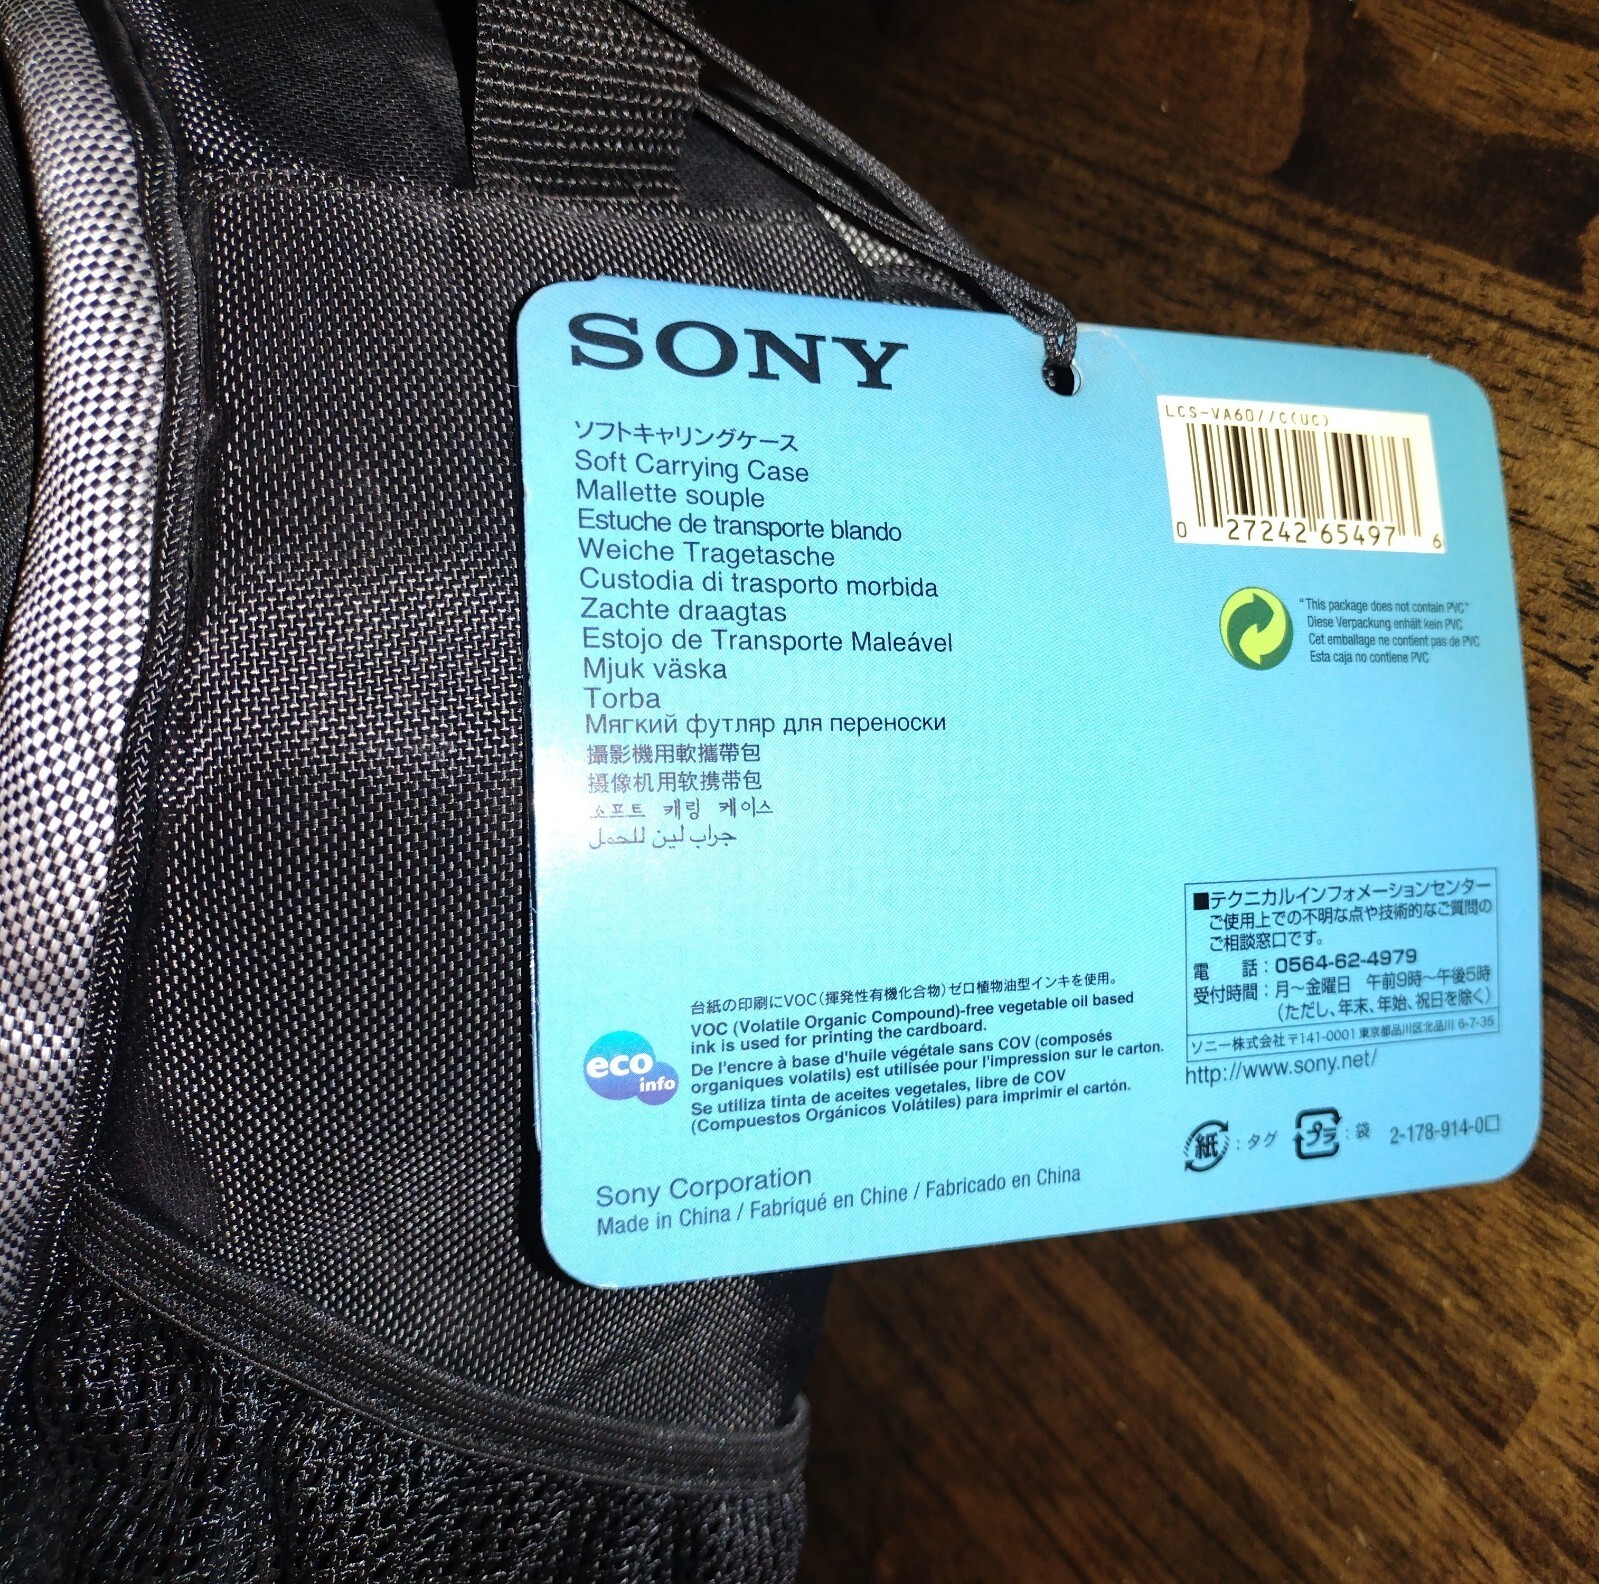 SONY
ソフトキャリングケース
Soft Carrying Case
Mallette souple
Estuche de transporte blando
Weiche Tragetasche
Custodia di trasporto morbida
Zachte draagtas
Estojo de Transporte Maleável
Mjuk väska
Torba
Мягкий футляр для переноски
攝影機用軟攜帶包
摄像机用软携带包
소프트 캐링 케이스
جراب لين للحمل
LCS-VA60//C(UC)
0 27242 65497 6
"This package does not contain PVC"
Diese Verpackung enhält kein PVC
Cet emballage ne contient pas de PVC
Esta caja no contiene PVC
■テクニカルインフォメーションセンター
ご使用上での不明な点や技術的なご質問の
ご相談窓口です。
電 話：0564-62-4979
受付時間：月～金曜日 午前9時～午後5時
（ただし、年末、年始、祝日を除く）
ソニー株式会社 〒141-0001 東京都品川区北品川 6-7-35
http://www.sony.net/
紙：タグ プラ：袋 2-178-914-0□
eco info
台紙の印刷にVOC（揮発性有機化合物）ゼロ植物油型インキを使用。
VOC (Volatile Organic Compound)-free vegetable oil based
ink is used for printing the cardboard.
De l'encre à base d'huile végétale sans COV (composés
organiques volatils) est utilisée pour l'impression sur le carton.
Se utiliza tinta de aceites vegetales, libre de COV
(Compuestos Orgánicos Volátiles) para imprimir el cartón.
Sony Corporation
Made in China / Fabriqué en Chine / Fabricado en China